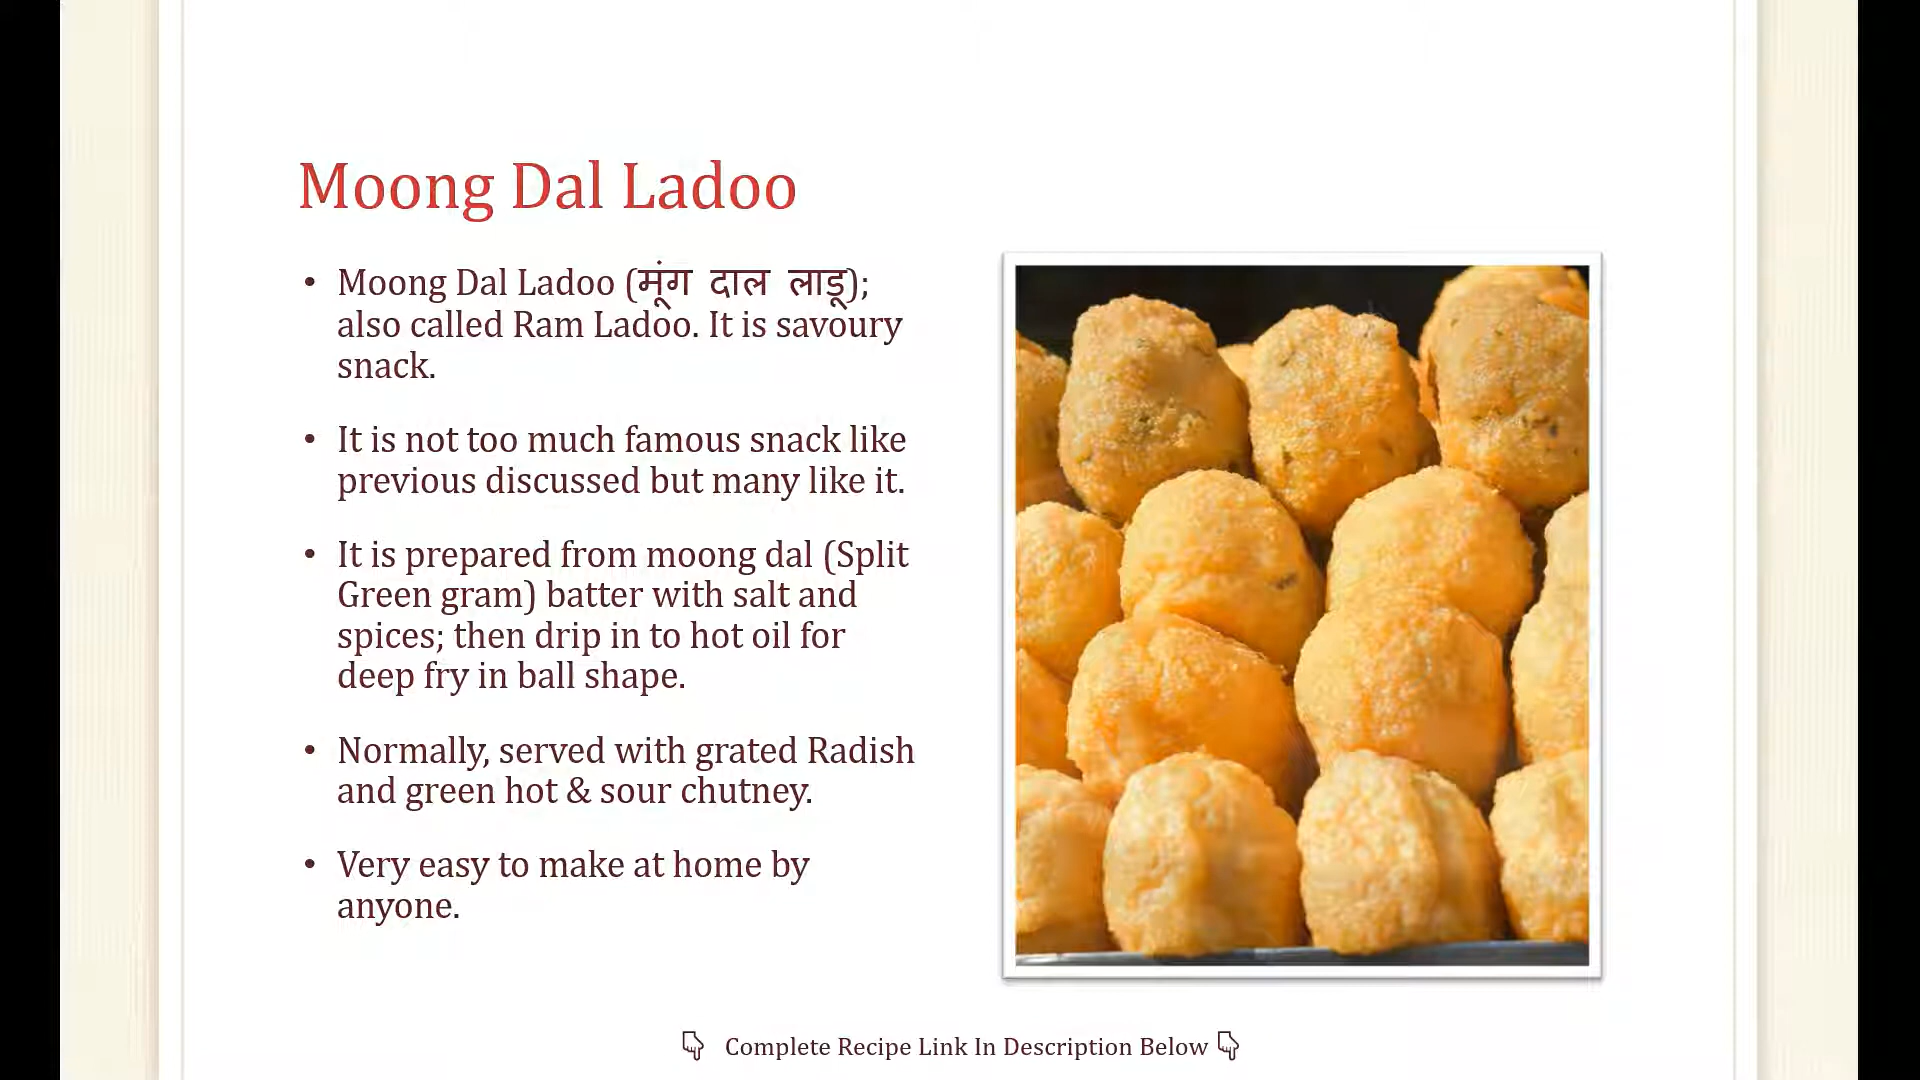 Moong Dal Ladoo
• Moong Dal Ladoo (मूंग दाल लाडू);
also called Ram Ladoo. It is savoury
snack.
• It is not too much famous snack like
previous discussed but many like it.
• It is prepared from moong dal (Split
Green gram) batter with salt and
spices; then drip in to hot oil for
deep fry in ball shape.
• Normally, served with grated Radish
and green hot & sour chutney.
• Very easy to make at home by
anyone.
Complete Recipe Link In Description Below